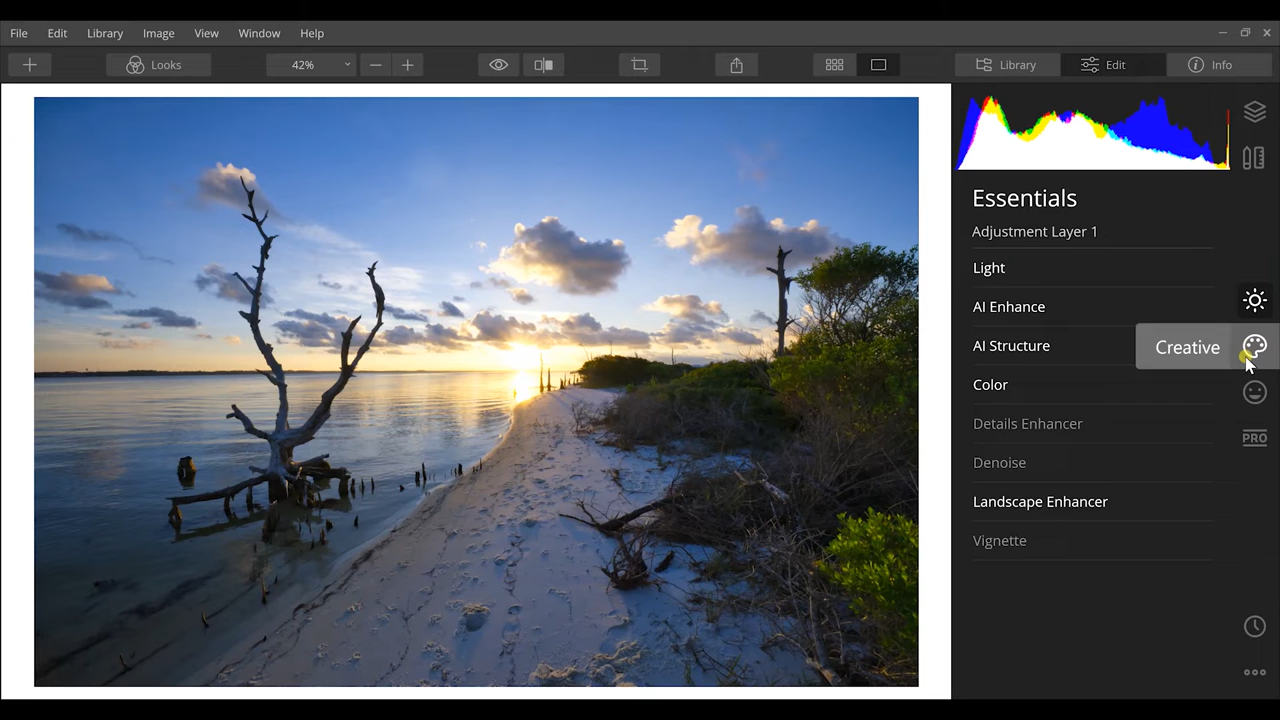 File Edit Library Image View Window Help
Looks 42% Library Edit Info
Essentials
Adjustment Layer 1
Light
AI Enhance
AI Structure
Creative
Color
Details Enhancer
PRO
Denoise
Landscape Enhancer
Vignette